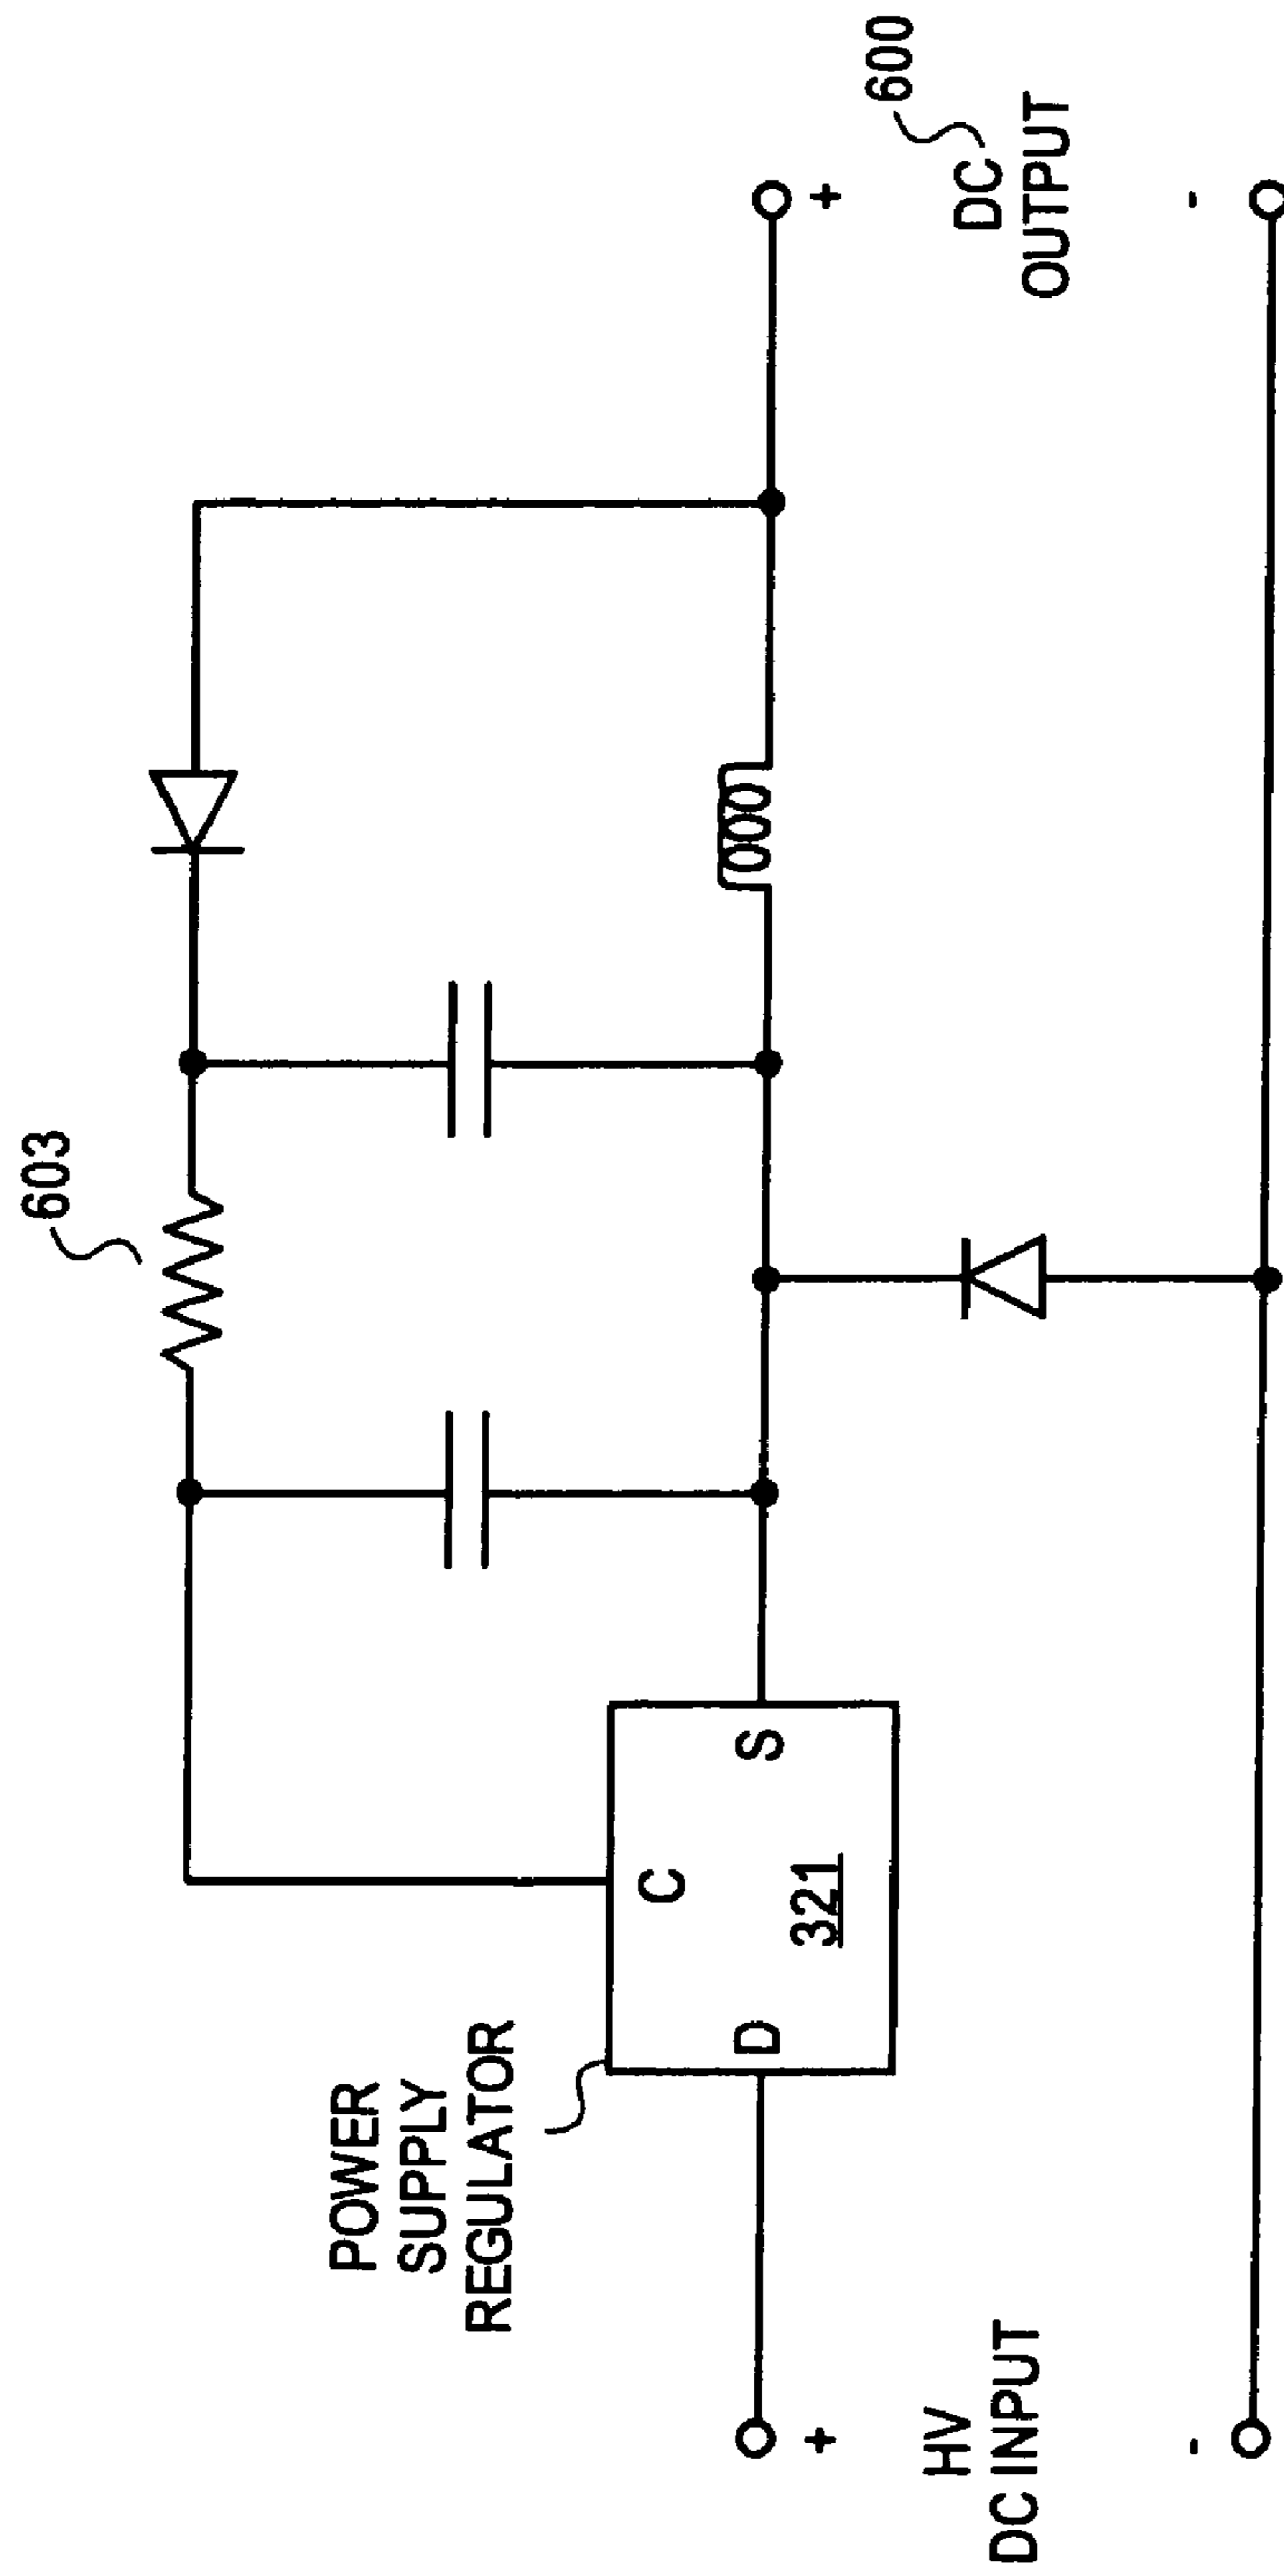 603
POWER
SUPPLY
REGULATOR
C
D
S
321
HV
DC INPUT
+
-
600
DC
OUTPUT
+
-